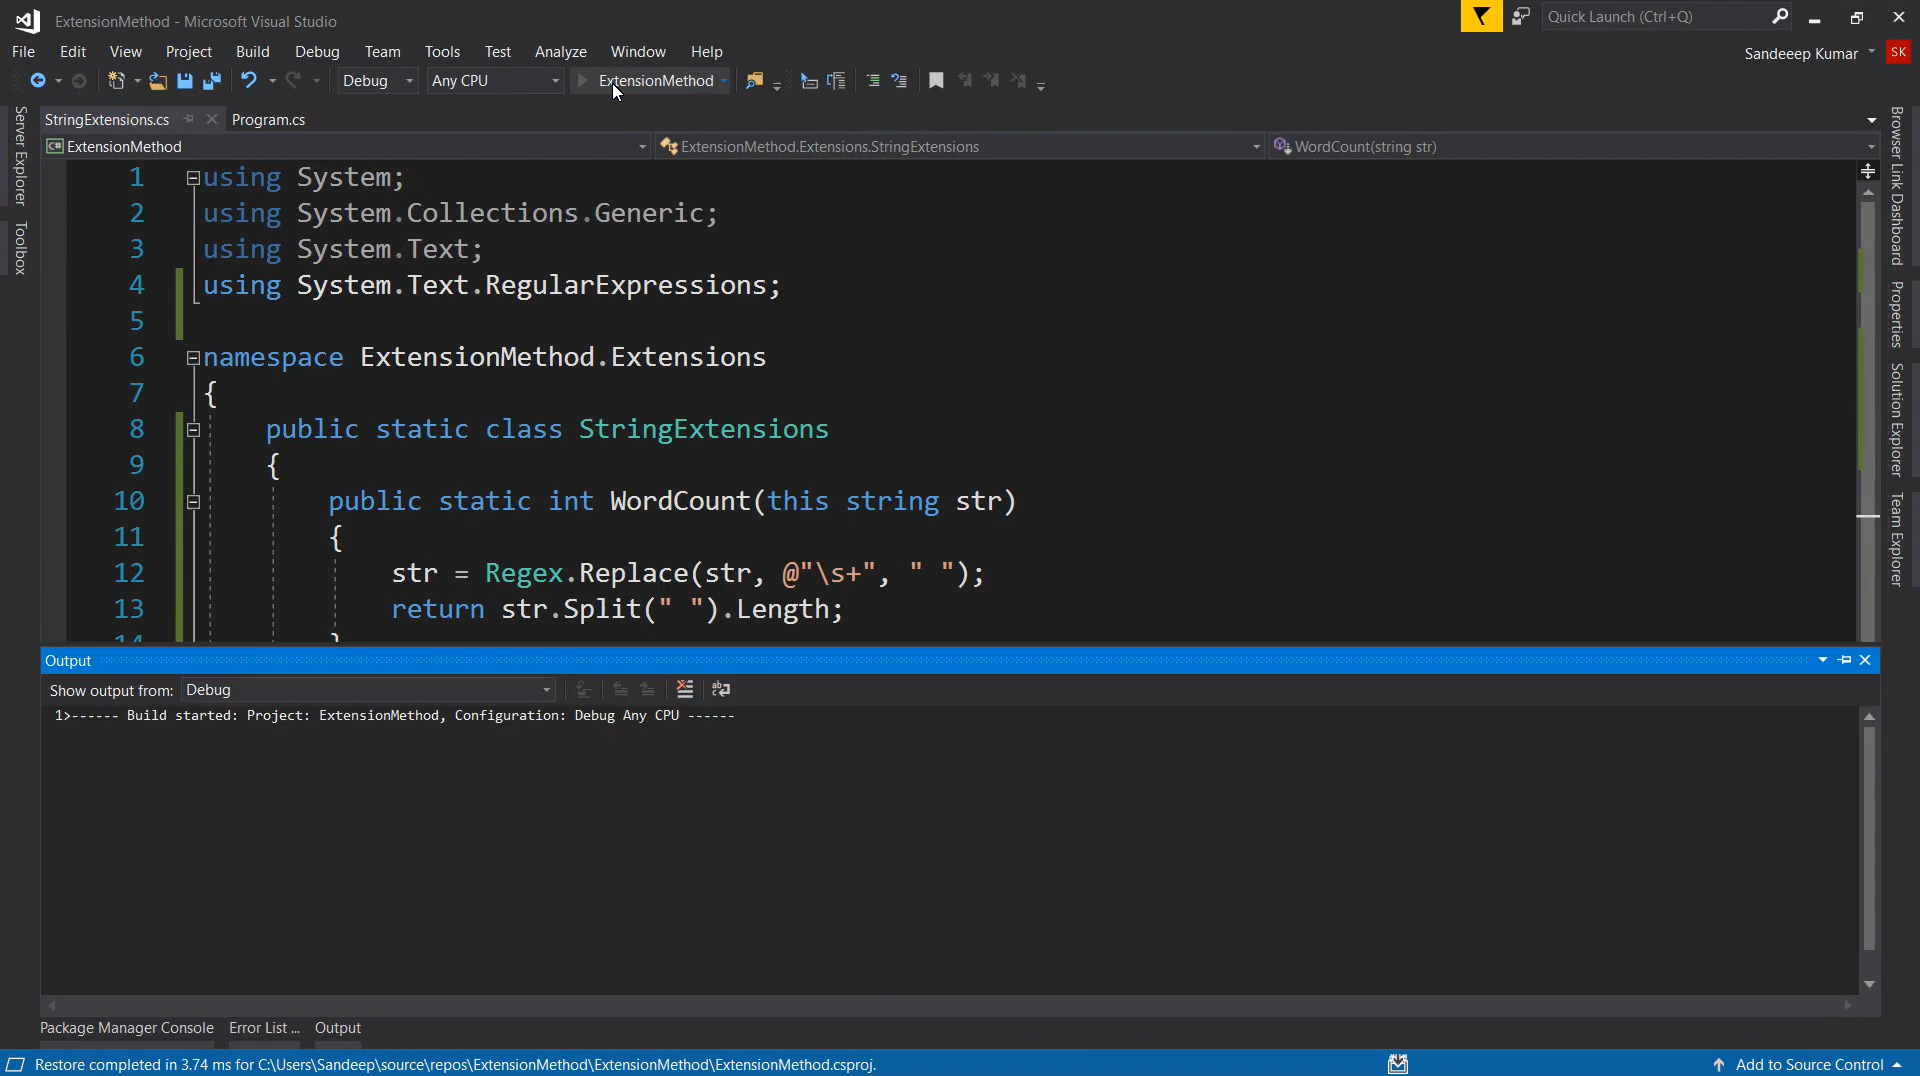 ExtensionMethod - Microsoft Visual Studio
Quick Launch (Ctrl+Q)
File Edit View Project Build Debug Team Tools Test Analyze Window Help
Sandeeep Kumar SK
Debug Any CPU ExtensionMethod
StringExtensions.cs Program.cs
C# ExtensionMethod ExtensionMethod.Extensions.StringExtensions WordCount(string str)
Server Explorer
Toolbox
1 using System;
2 using System.Collections.Generic;
3 using System.Text;
4 using System.Text.RegularExpressions;
5
6 namespace ExtensionMethod.Extensions
7 {
8 public static class StringExtensions
9 {
10 public static int WordCount(this string str)
11 {
12 str = Regex.Replace(str, @"\s+", " ");
13 return str.Split(" ").Length;
14 }
Browser Link Dashboard
Properties
Solution Explorer
Team Explorer
Output
Show output from: Debug
1>------ Build started: Project: ExtensionMethod, Configuration: Debug Any CPU ------
Package Manager Console Error List ... Output
Restore completed in 3.74 ms for C:\Users\Sandeep\source\repos\ExtensionMethod\ExtensionMethod\ExtensionMethod.csproj.
Add to Source Control